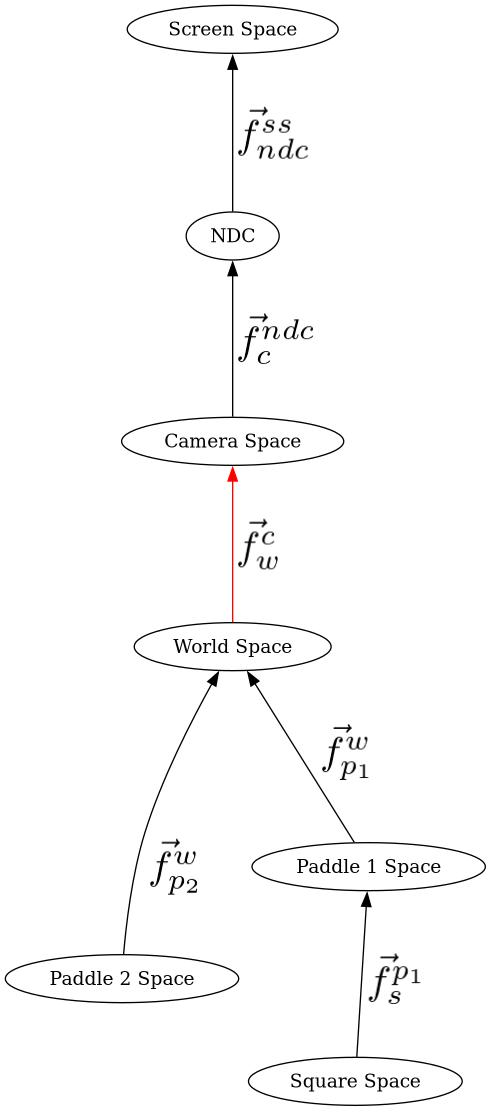 Screen Space
$\vec{f}_{ndc}^{ss}$
NDC
$\vec{f}_{c}^{ndc}$
Camera Space
$\vec{f}_{w}^{c}$
World Space
$\vec{f}_{p_1}^{w}$
$\vec{f}_{p_2}^{w}$
Paddle 1 Space
Paddle 2 Space
$\vec{f}_{s}^{p_1}$
Square Space